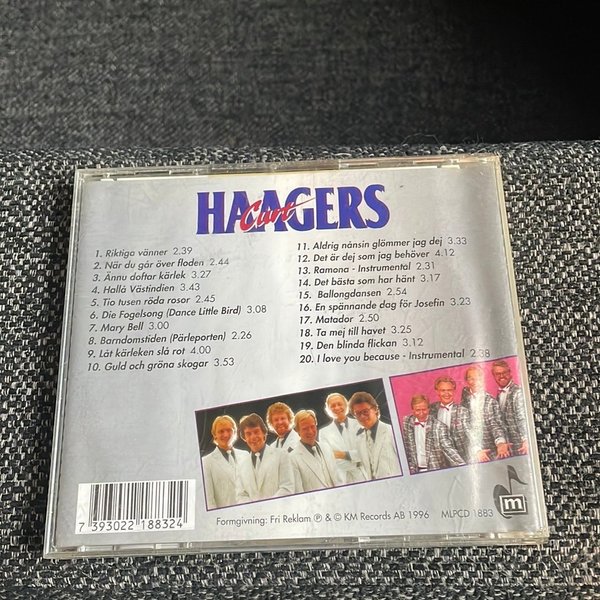 Curt
HAAGERS
1. Riktiga vänner 2.39
2. När du går över floden 2.44
3. Ännu doftar kärlek 3.27
4. Hallå Västindien 3.43
5. Tio tusen röda rosor 2.45
6. Die Fogelsong (Dance Little Bird) 3.08
7. Mary Bell 3.00
8. Barndomstiden (Pärleporten) 2.26
9. Låt kärleken slå rot 4.00
10. Guld och gröna skogar 3.53
11. Aldrig nånsin glömmer jag dej 3.33
12. Det är dej som jag behöver 4.12
13. Ramona - Instrumental 2.31
14. Det bästa som har hänt 3.17
15. Ballongdansen 2.54
16. En spännande dag för Josefin 3.23
17. Matador 2.50
18. Ta mej till havet 3.25
19. Den blinda flickan 3.12
20. I love you because - Instrumental 2.38
7 393022 188324
Formgivning: Fri Reklam ℗ & © KM Records AB 1996 MLPCD 1883
m